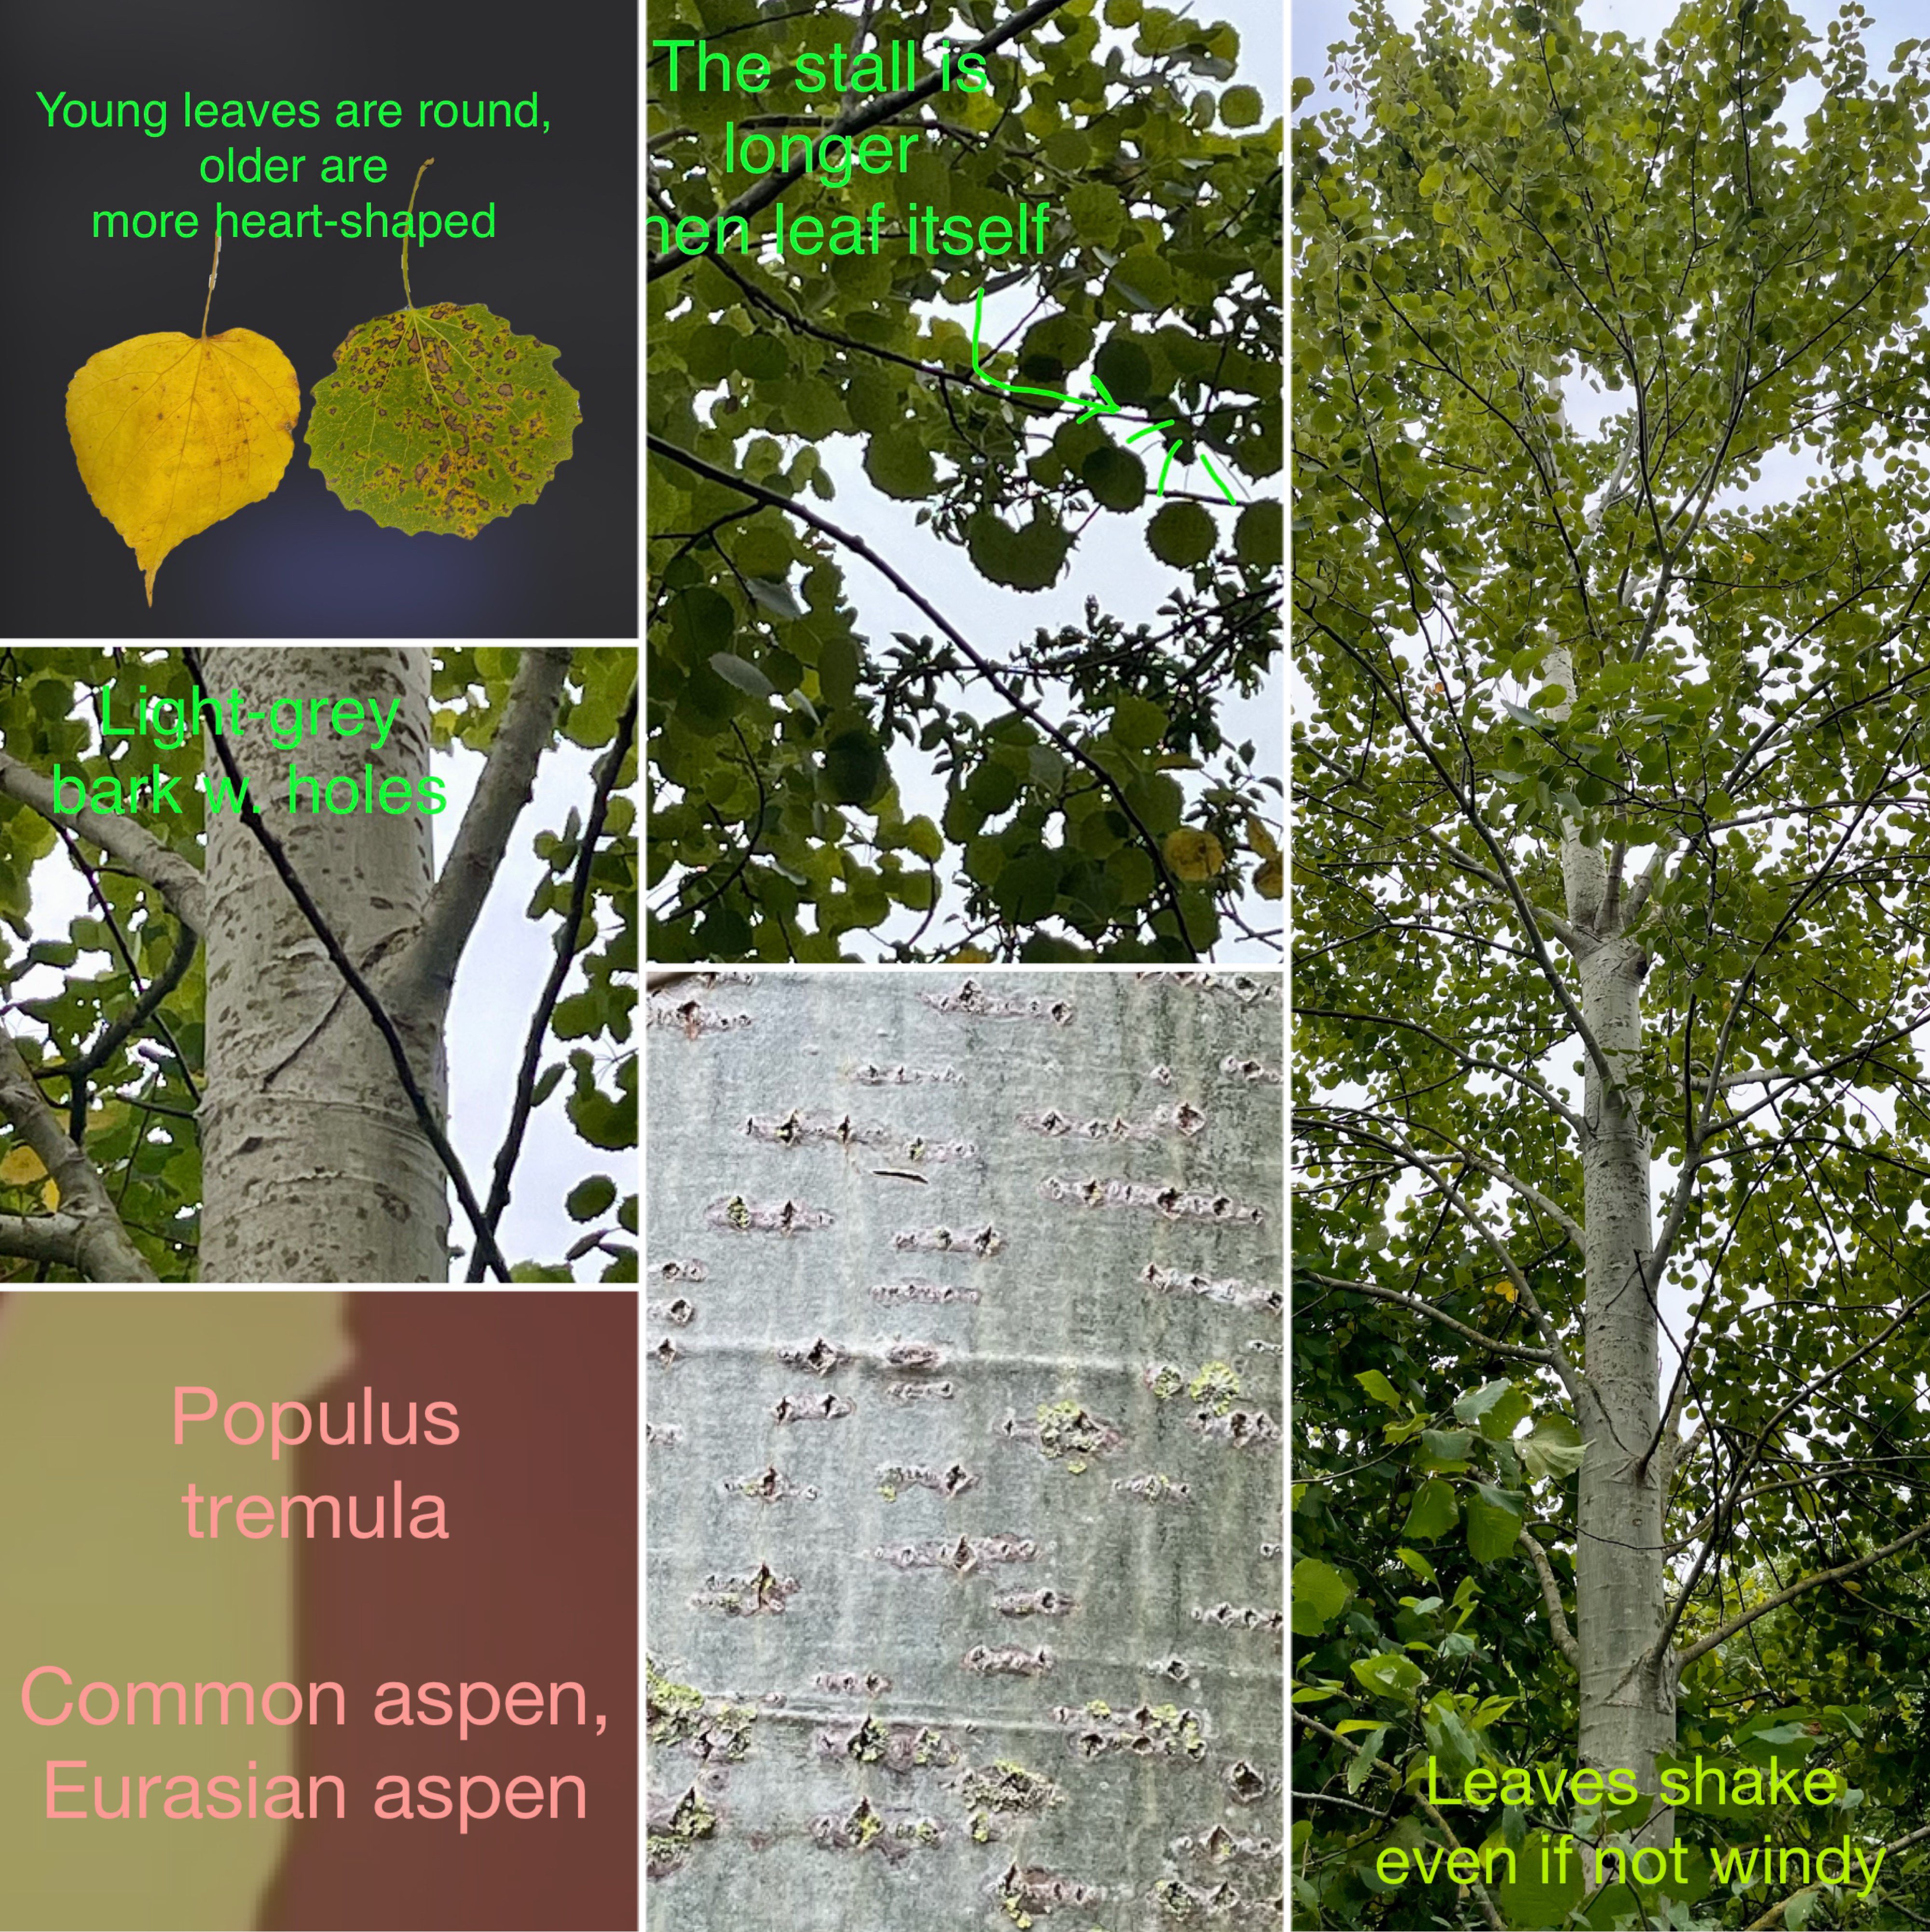 Young leaves are round,
older are
more heart-shaped
The stall is
longer
hen leaf itself
Light-grey
bark w. holes
Populus
tremula
Common aspen,
Eurasian aspen
Leaves shake
even if not windy